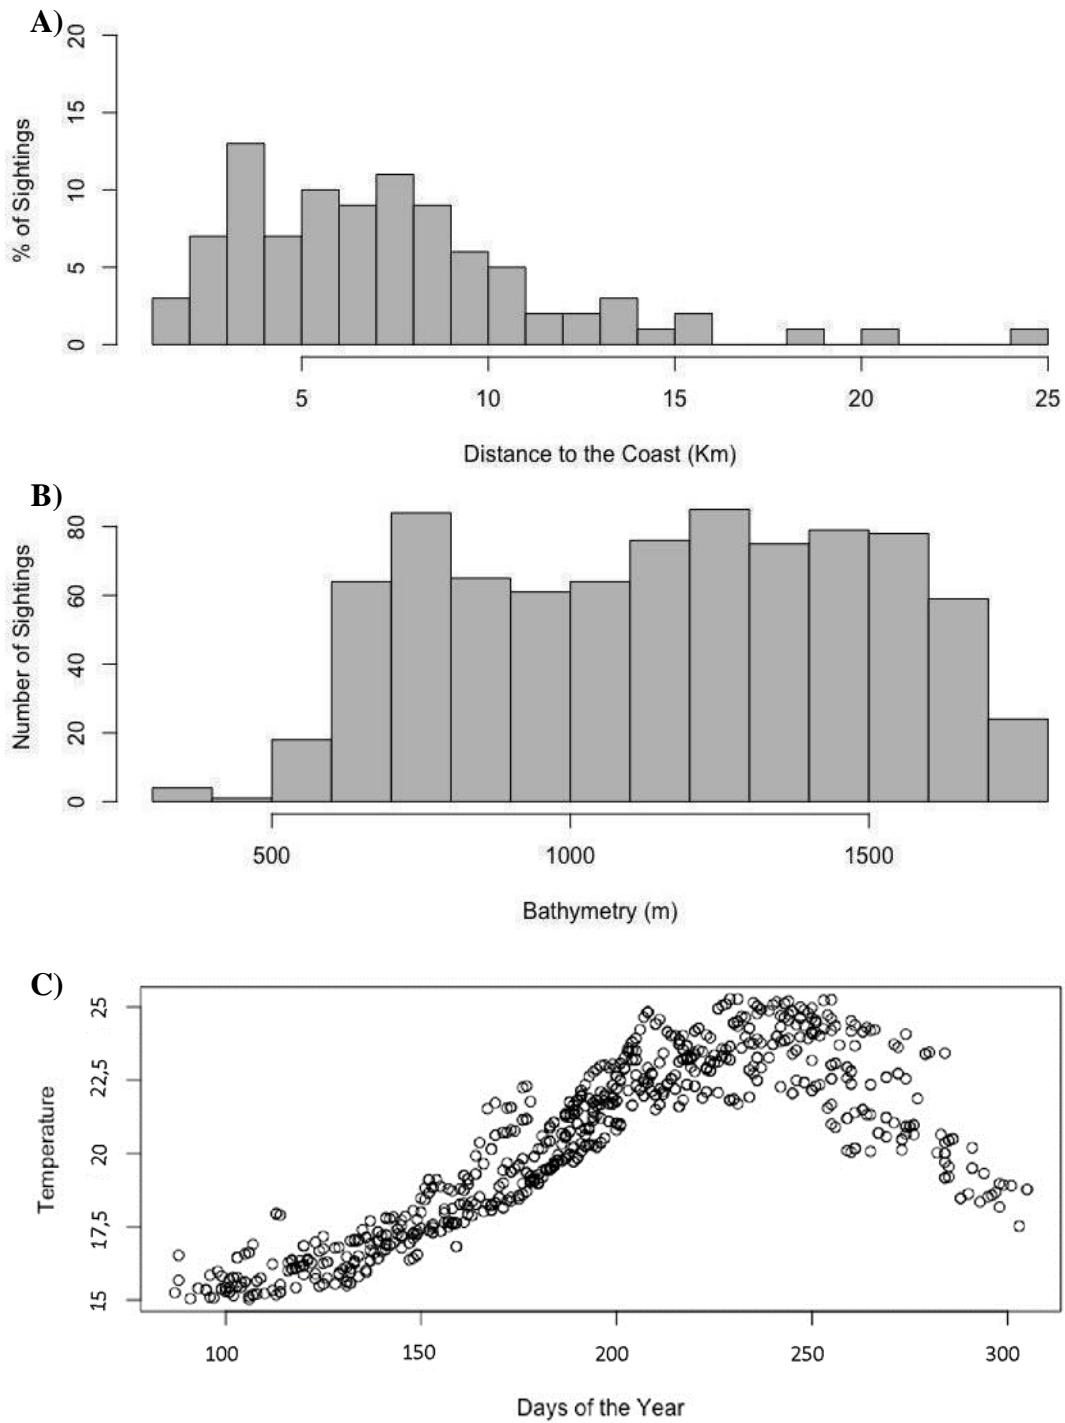 A)
20
15
10
5
0
% of Sightings
5 10 15 20 25
Distance to the Coast (Km)
B)
80
60
40
20
0
Number of Sightings
500 1000 1500
Bathymetry (m)
C)
25
22,5
20
17,5
15
Temperature
100 150 200 250 300
Days of the Year